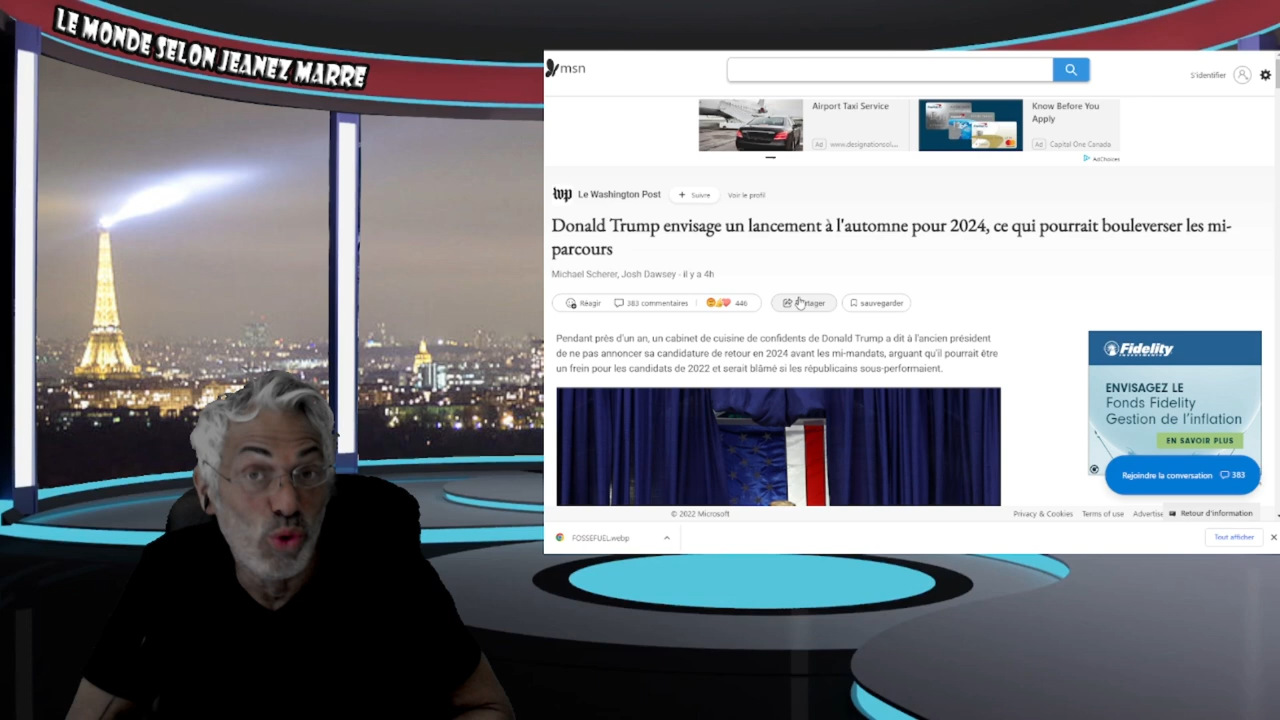 LE MONDE SELON JEANEZ MARRE
msn
S'identifier
Airport Taxi Service
Ad
Know Before You
Apply
Ad Capital One Canada
AdChoices
wp Le Washington Post + Suivre Voir le profil
Donald Trump envisage un lancement à l'automne pour 2024, ce qui pourrait bouleverser les mi-
parcours
Michael Scherer, Josh Dawsey - il y a 4h
Réagir 383 commentaires 446 sauvegarder
Pendant près d'un an, un cabinet de cuisine de confidents de Donald Trump a dit à l'ancien président
de ne pas annoncer sa candidature de retour en 2024 avant les mi-mandats, arguant qu'il pourrait être
un frein pour les candidats de 2022 et serait blâmé si les républicains sous-performaient.
Fidelity
INVESTMENTS
ENVISAGEZ LE
Fonds Fidelity
Gestion de l'inflation
EN SAVOIR PLUS
Rejoindre la conversation 383
© 2022 Microsoft
Privacy & Cookies Terms of use Advertise Retour d'information
FOSSEFUEL.webp
Tout afficher